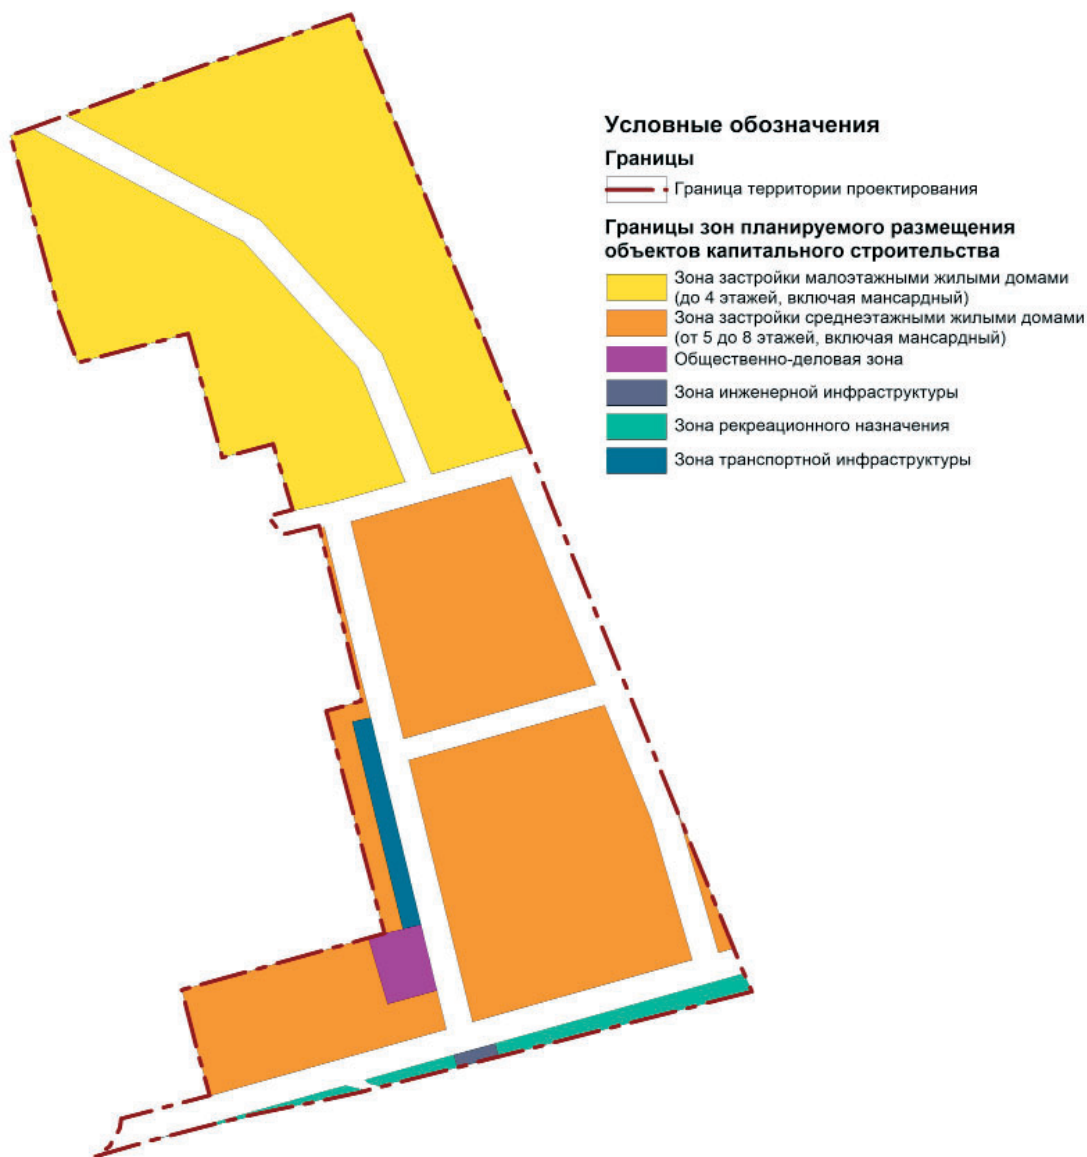 Условные обозначения
Границы
Граница территории проектирования
Границы зон планируемого размещения
объектов капитального строительства
Зона застройки малоэтажными жилыми домами
(до 4 этажей, включая мансардный)
Зона застройки среднеэтажными жилыми домами
(от 5 до 8 этажей, включая мансардный)
Общественно-деловая зона
Зона инженерной инфраструктуры
Зона рекреационного назначения
Зона транспортной инфраструктуры